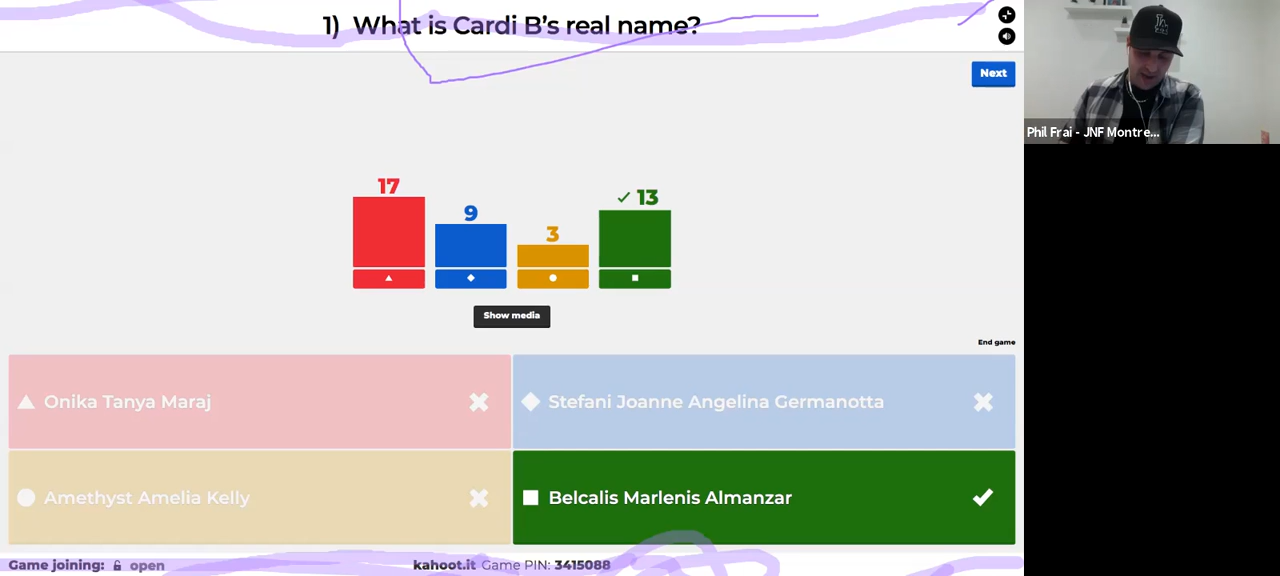 1) What is Cardi B's real name?
Next
Phil Frai - JNF Montre...
17
9
3
13
Show media
End game
Onika Tanya Maraj
Stefani Joanne Angelina Germanotta
Amethyst Amelia Kelly
Belcalis Marlenis Almanzar
Game joining: open
kahoot.it Game PIN: 3415088